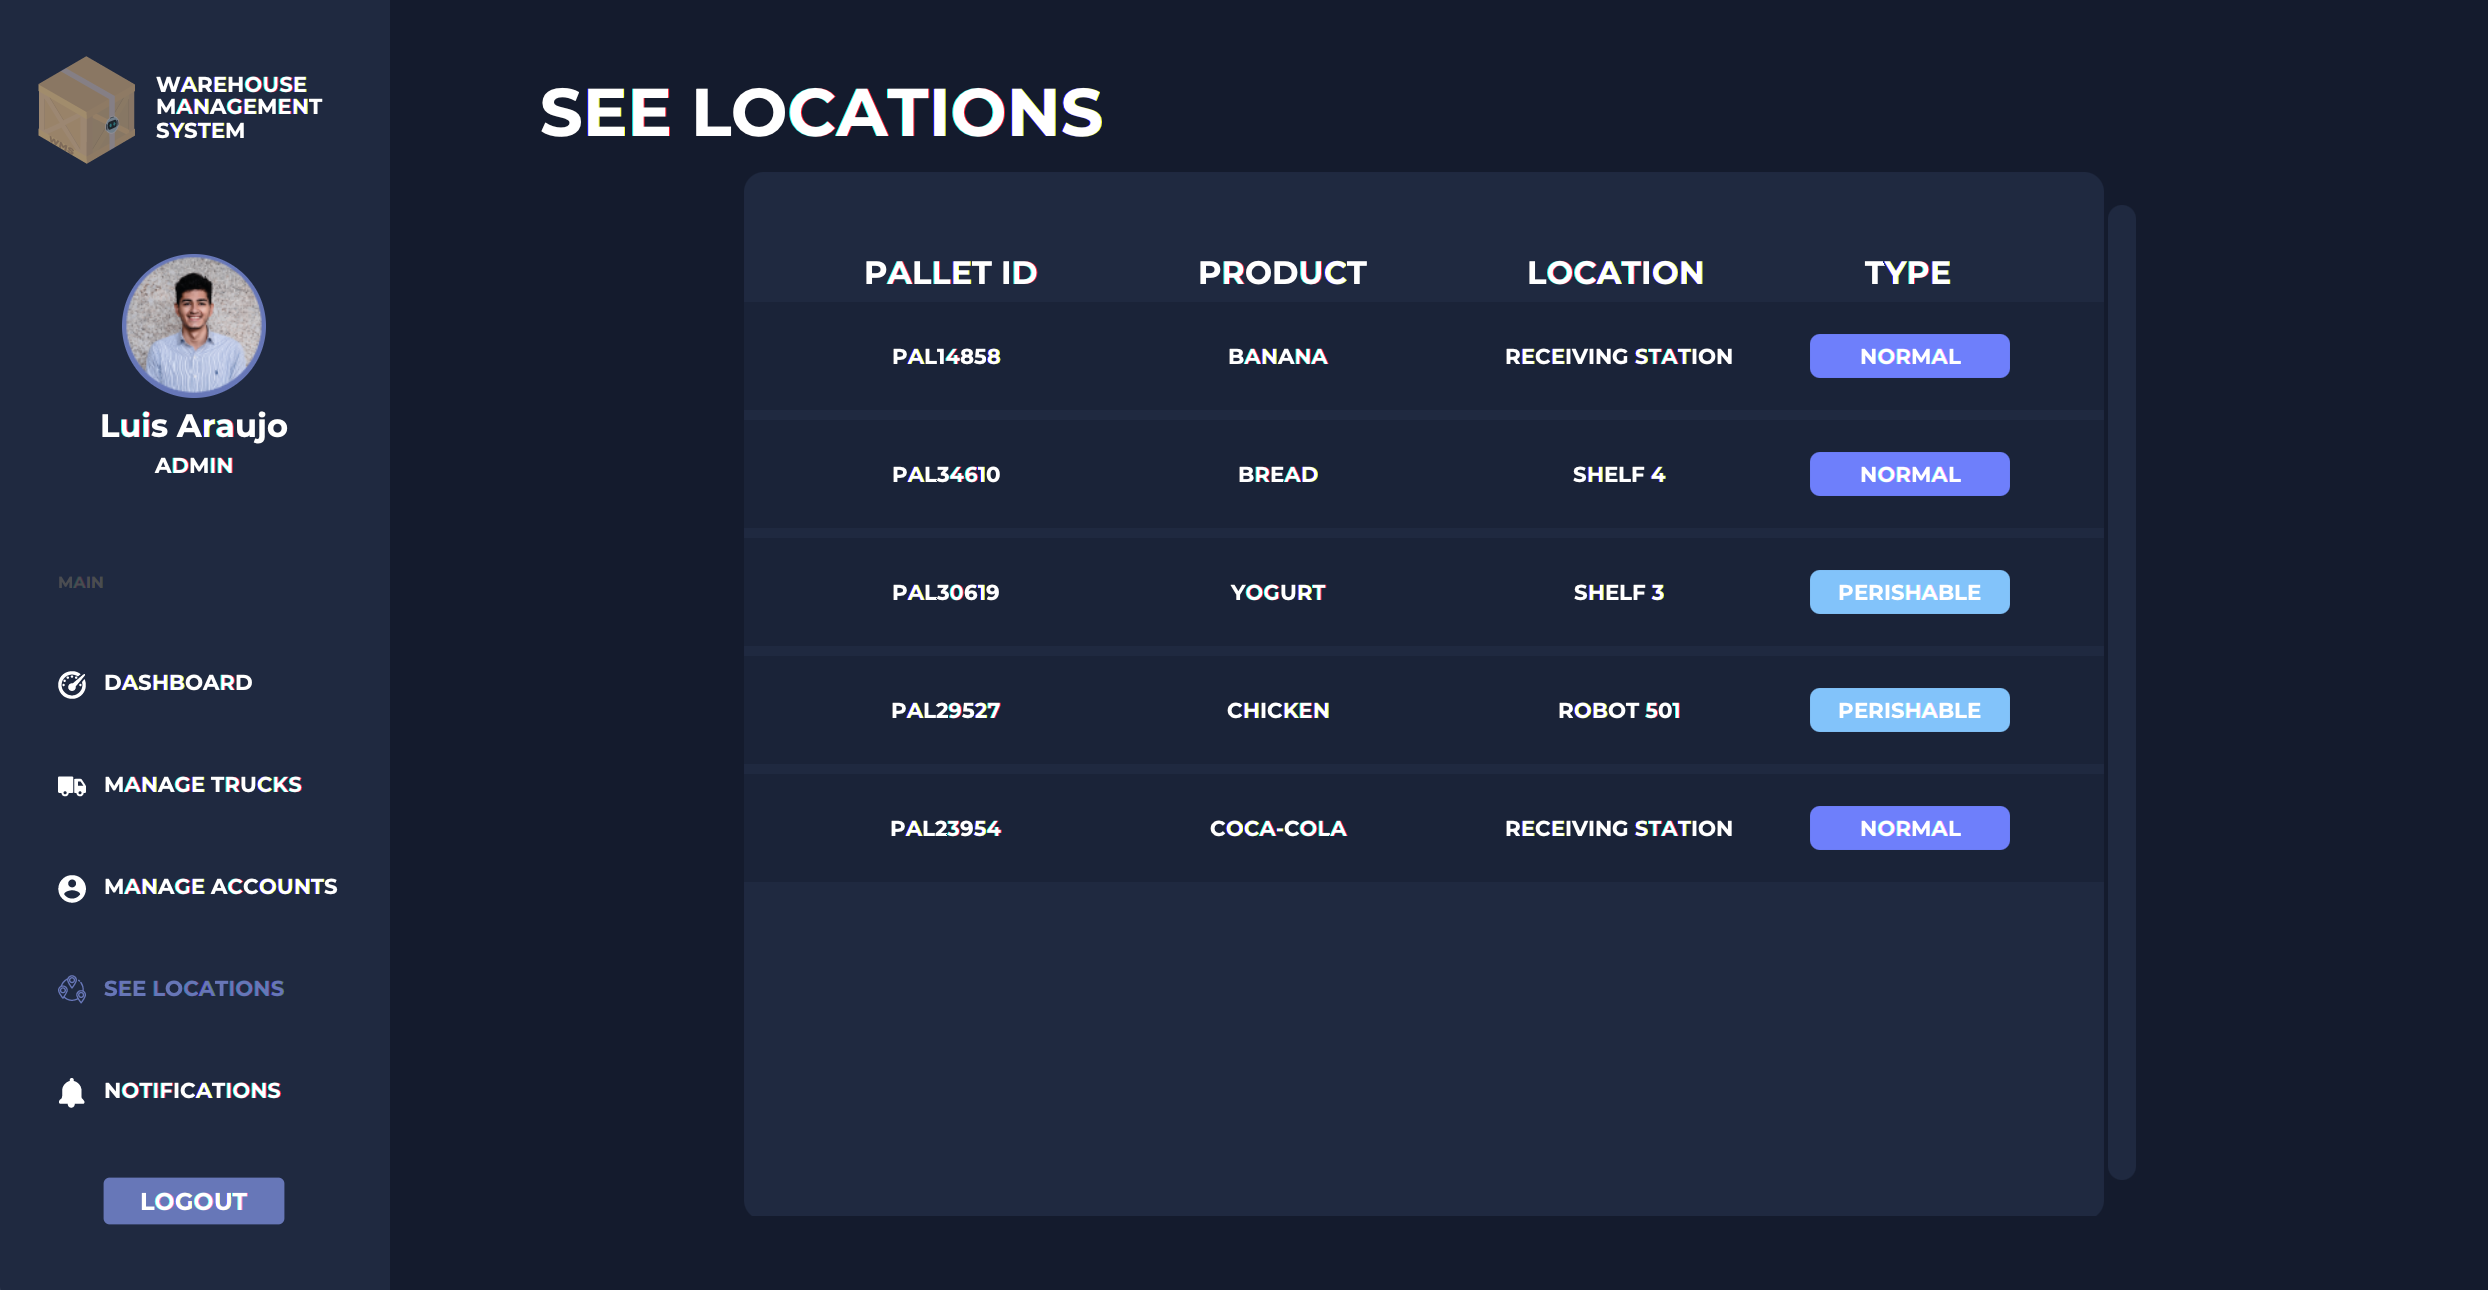 WAREHOUSE
MANAGEMENT
SYSTEM
Luis Araujo
ADMIN
MAIN
DASHBOARD
MANAGE TRUCKS
MANAGE ACCOUNTS
SEE LOCATIONS
NOTIFICATIONS
LOGOUT
SEE LOCATIONS
PALLET ID PRODUCT LOCATION TYPE
PAL14858 BANANA RECEIVING STATION NORMAL
PAL34610 BREAD SHELF 4 NORMAL
PAL30619 YOGURT SHELF 3 PERISHABLE
PAL29527 CHICKEN ROBOT 501 PERISHABLE
PAL23954 COCA-COLA RECEIVING STATION NORMAL